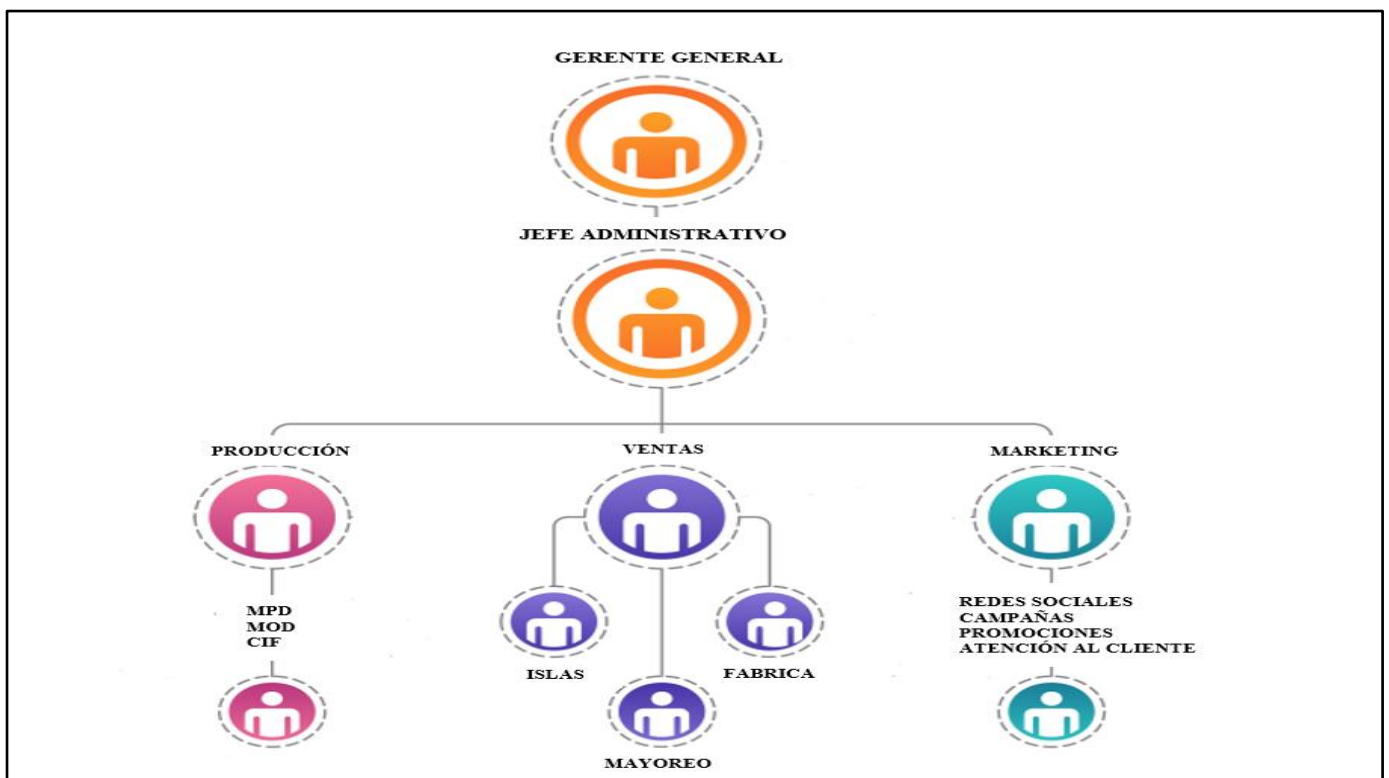 GERENTE GENERAL
JEFE ADMINISTRATIVO
PRODUCCIÓN
VENTAS
MARKETING
MPD
MOD
CIF
REDES SOCIALES
CAMPAÑAS
PROMOCIONES
ATENCIÓN AL CLIENTE
ISLAS
FABRICA
MAYOREO